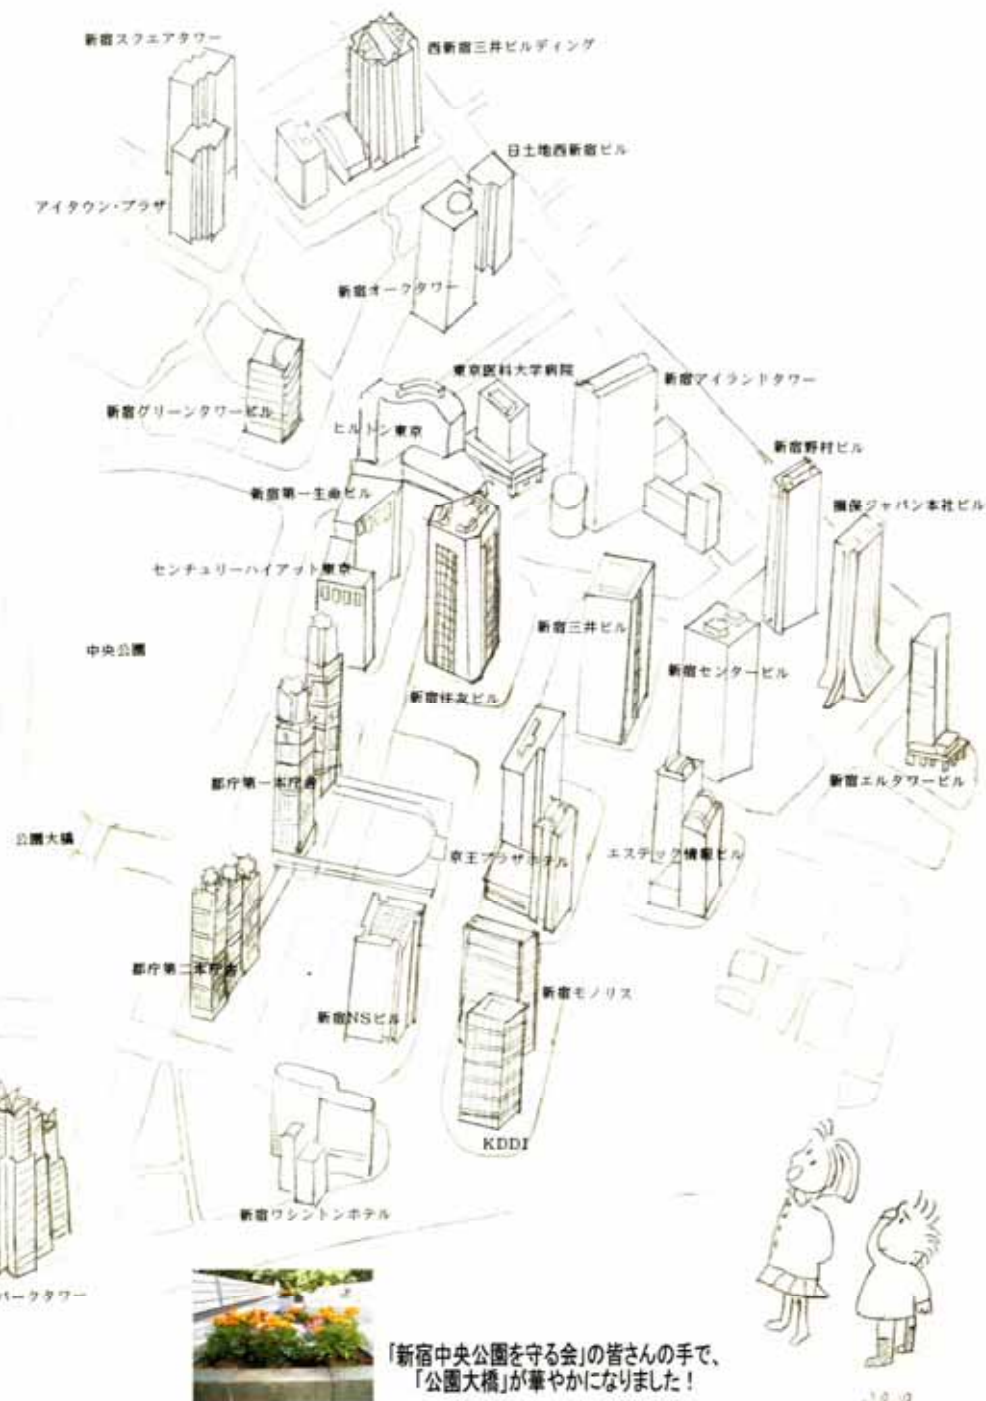 新宿スクエアタワー
西新宿三井ビルディング
日土地西新宿ビル
アイタウン・プラザ
新宿オークタワー
東京医科大学病院
新宿アイランドタワー
新宿グリーンタワービル
ヒルトン東京
新宿野村ビル
新宿第一生命ビル
損保ジャパン本社ビル
センチュリーハイアット東京
新宿三井ビル
中央公園
新宿センタービル
新宿住友ビル
都庁第一本庁舎
新宿エルタワービル
公園大橋
京王プラザホテル
エステック情報ビル
都庁第二本庁舎
新宿モノリス
新宿NSビル
KDDI
新宿ワシントンホテル
パークタワー
「新宿中央公園を守る会」の皆さんの手で、
「公園大橋」が華やかになりました！